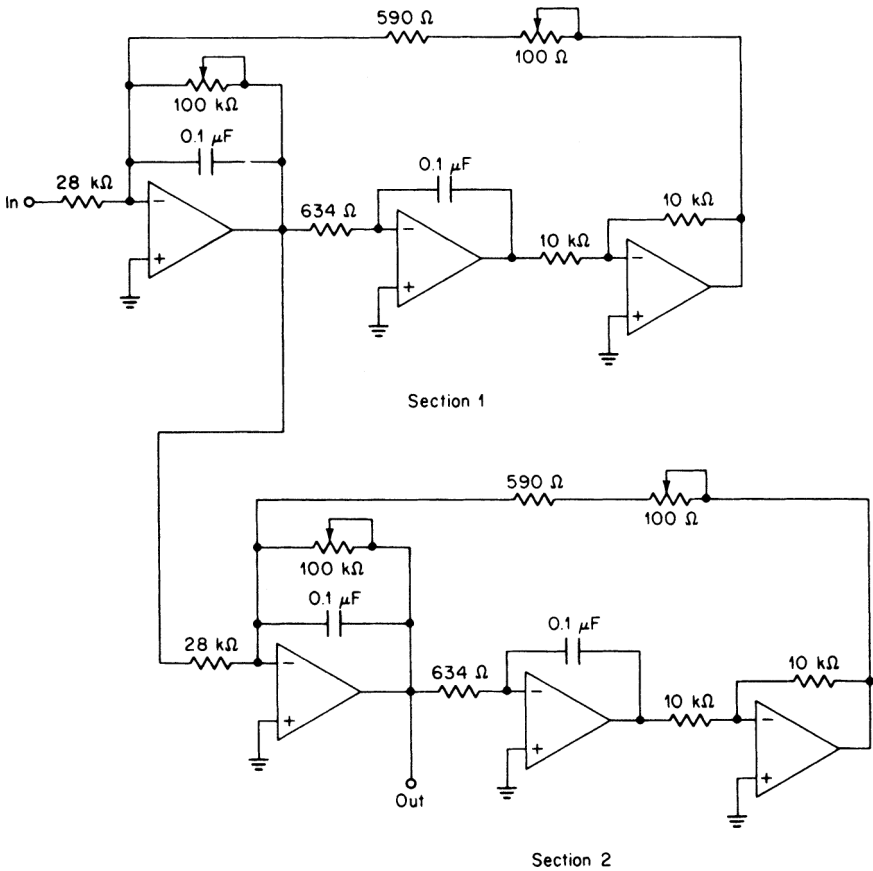 590 Ω
100 Ω
100 kΩ
0.1 μF
28 kΩ
In
−
+
634 Ω
0.1 μF
−
+
10 kΩ
10 kΩ
−
+
Section 1
590 Ω
100 Ω
100 kΩ
0.1 μF
28 kΩ
−
+
634 Ω
0.1 μF
−
+
10 kΩ
10 kΩ
−
+
Out
Section 2